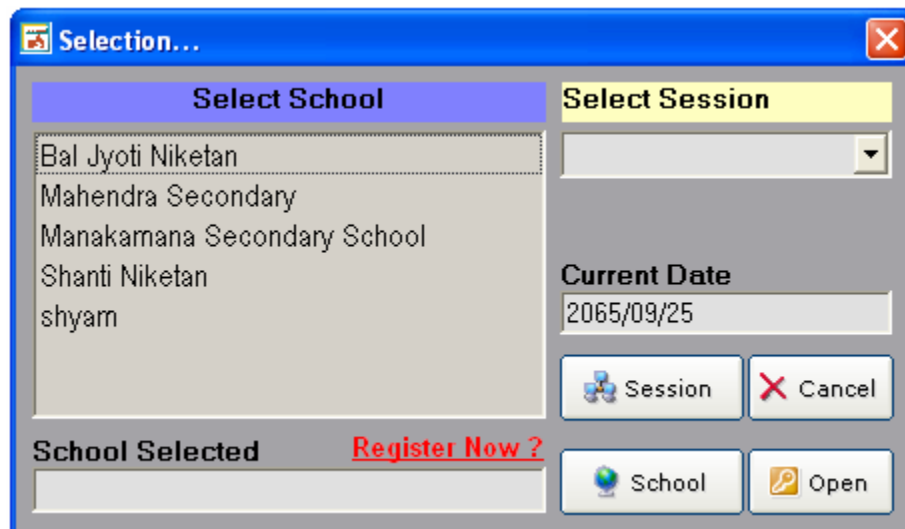 Selection...
Select School
Bal Jyoti Niketan
Mahendra Secondary
Manakamana Secondary School
Shanti Niketan
shyam
School Selected
Register Now ?
Select Session
Current Date
2065/09/25
Session
Cancel
School
Open